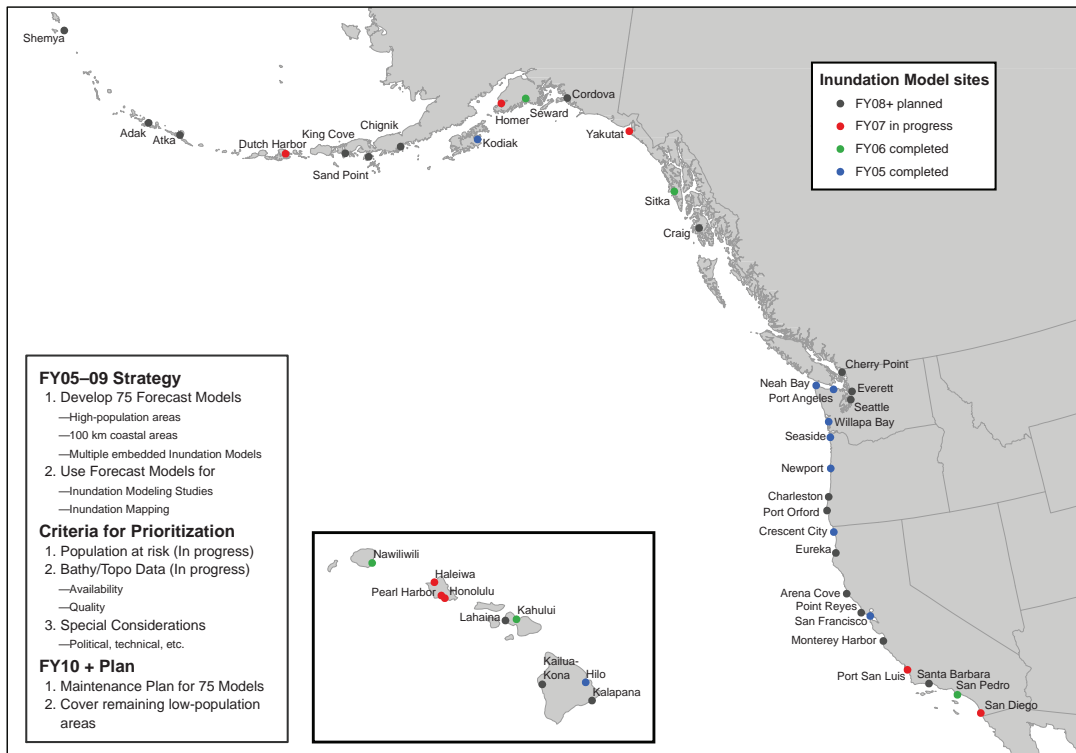 Shemya
Adak
Atka
Dutch Harbor
King Cove
Sand Point
Chignik
Homer
Seward
Cordova
Kodiak
Yakutat
Sitka
Craig
Inundation Model sites
FY08+ planned
FY07 in progress
FY06 completed
FY05 completed
Cherry Point
Neah Bay
Everett
Port Angeles
Seattle
Willapa Bay
Seaside
Newport
Charleston
Port Orford
Crescent City
Eureka
Arena Cove
Point Reyes
San Francisco
Monterey Harbor
Port San Luis
Santa Barbara
San Pedro
San Diego
FY05–09 Strategy
1. Develop 75 Forecast Models
—High-population areas
—100 km coastal areas
—Multiple embedded Inundation Models
2. Use Forecast Models for
—Inundation Modeling Studies
—Inundation Mapping
Criteria for Prioritization
1. Population at risk (In progress)
2. Bathy/Topo Data (In progress)
—Availability
—Quality
3. Special Considerations
—Political, technical, etc.
FY10 + Plan
1. Maintenance Plan for 75 Models
2. Cover remaining low-population
areas
Nawiliwili
Haleiwa
Pearl Harbor
Honolulu
Lahaina
Kahului
Kailua-
Kona
Hilo
Kalapana